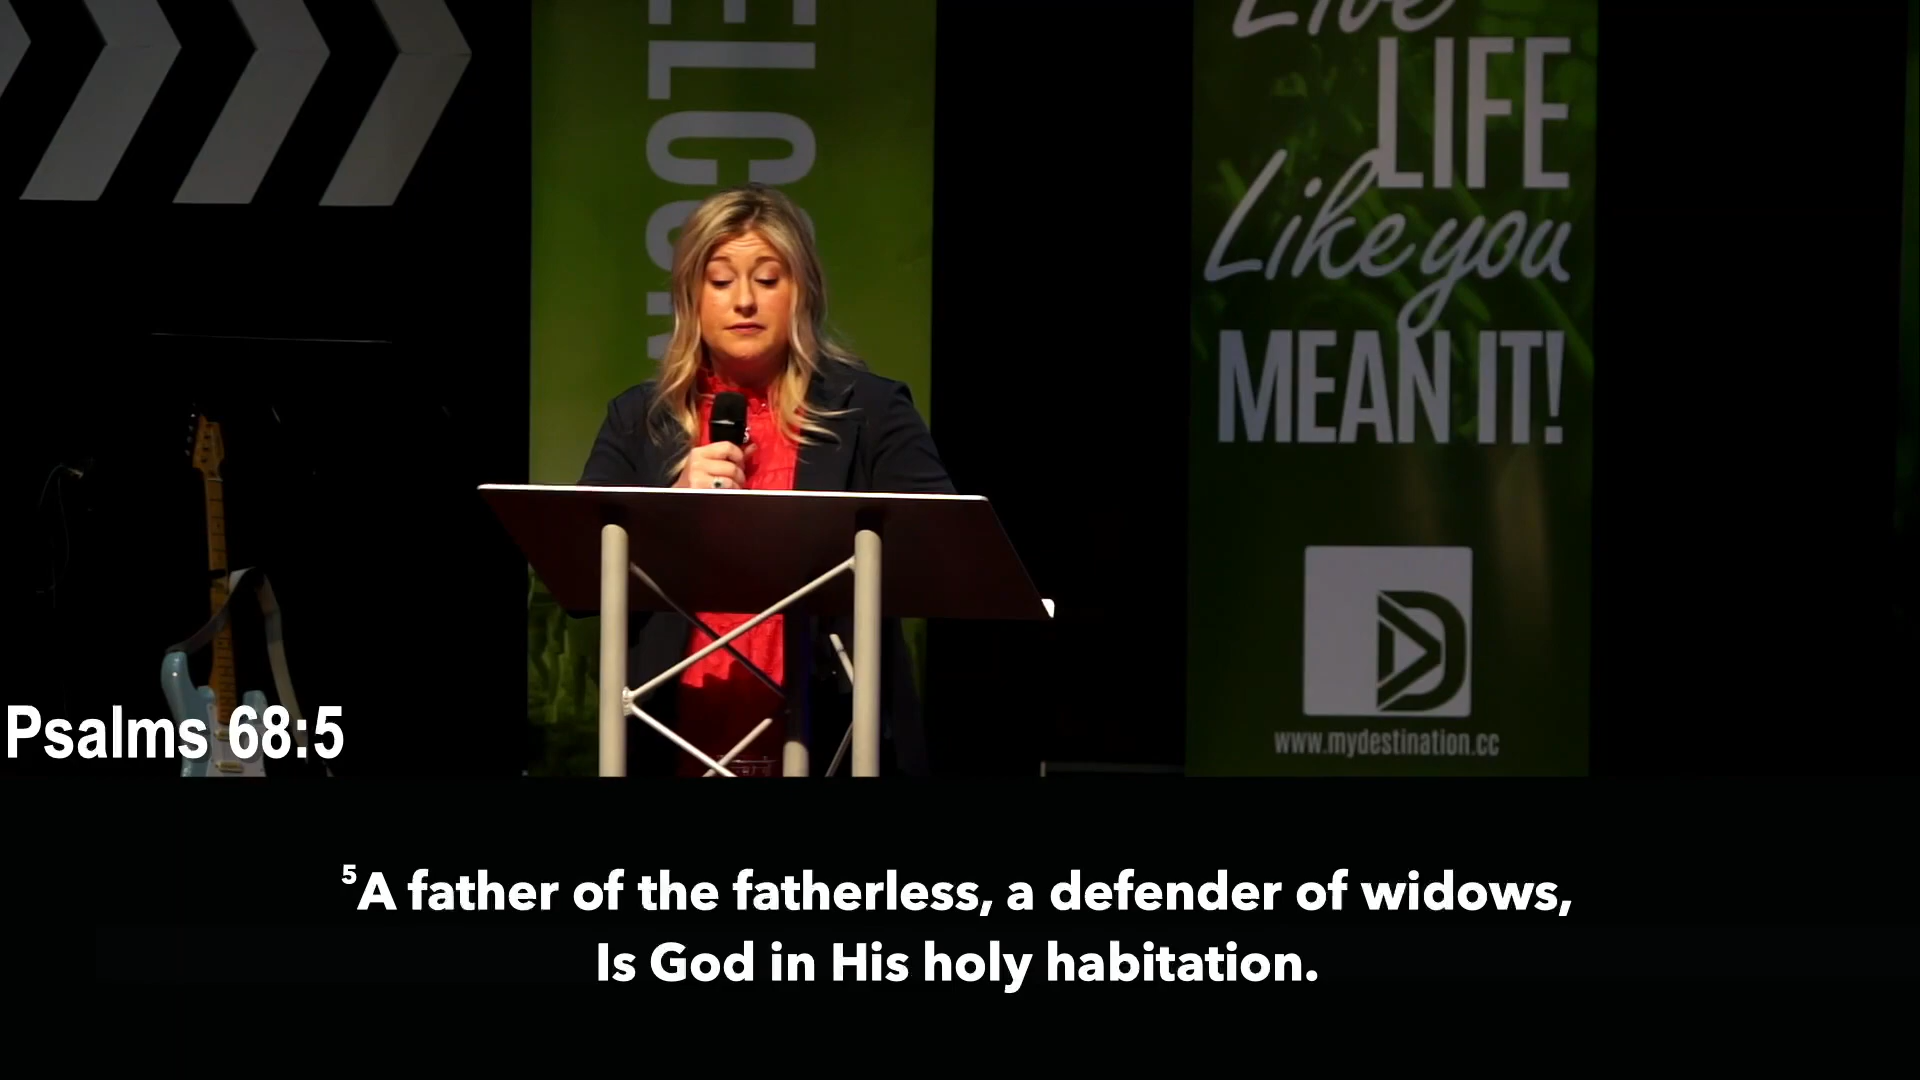 Live
LIFE
Like you
MEAN IT!
www.mydestination.cc
Psalms 68:5
⁵A father of the fatherless, a defender of widows,
Is God in His holy habitation.